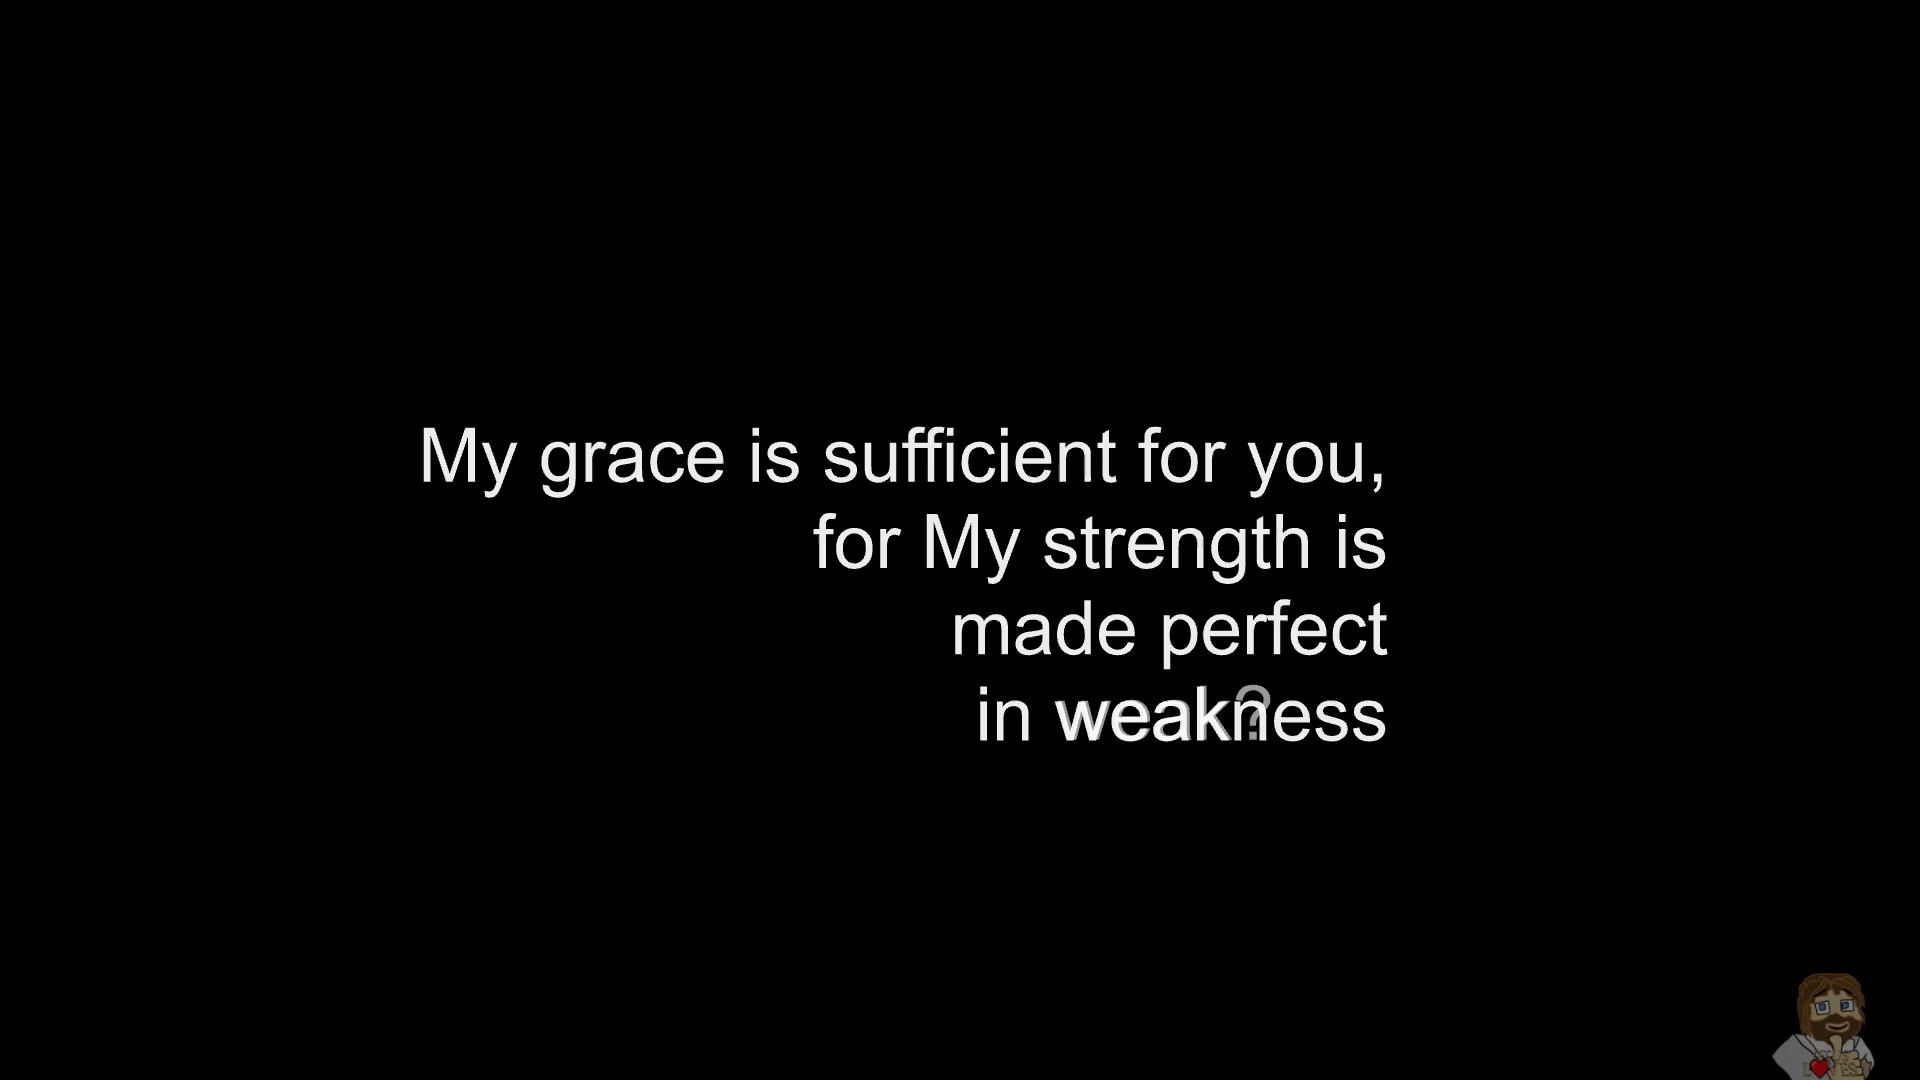 My grace is sufficient for you,
for My strength is
made perfect
in weakness